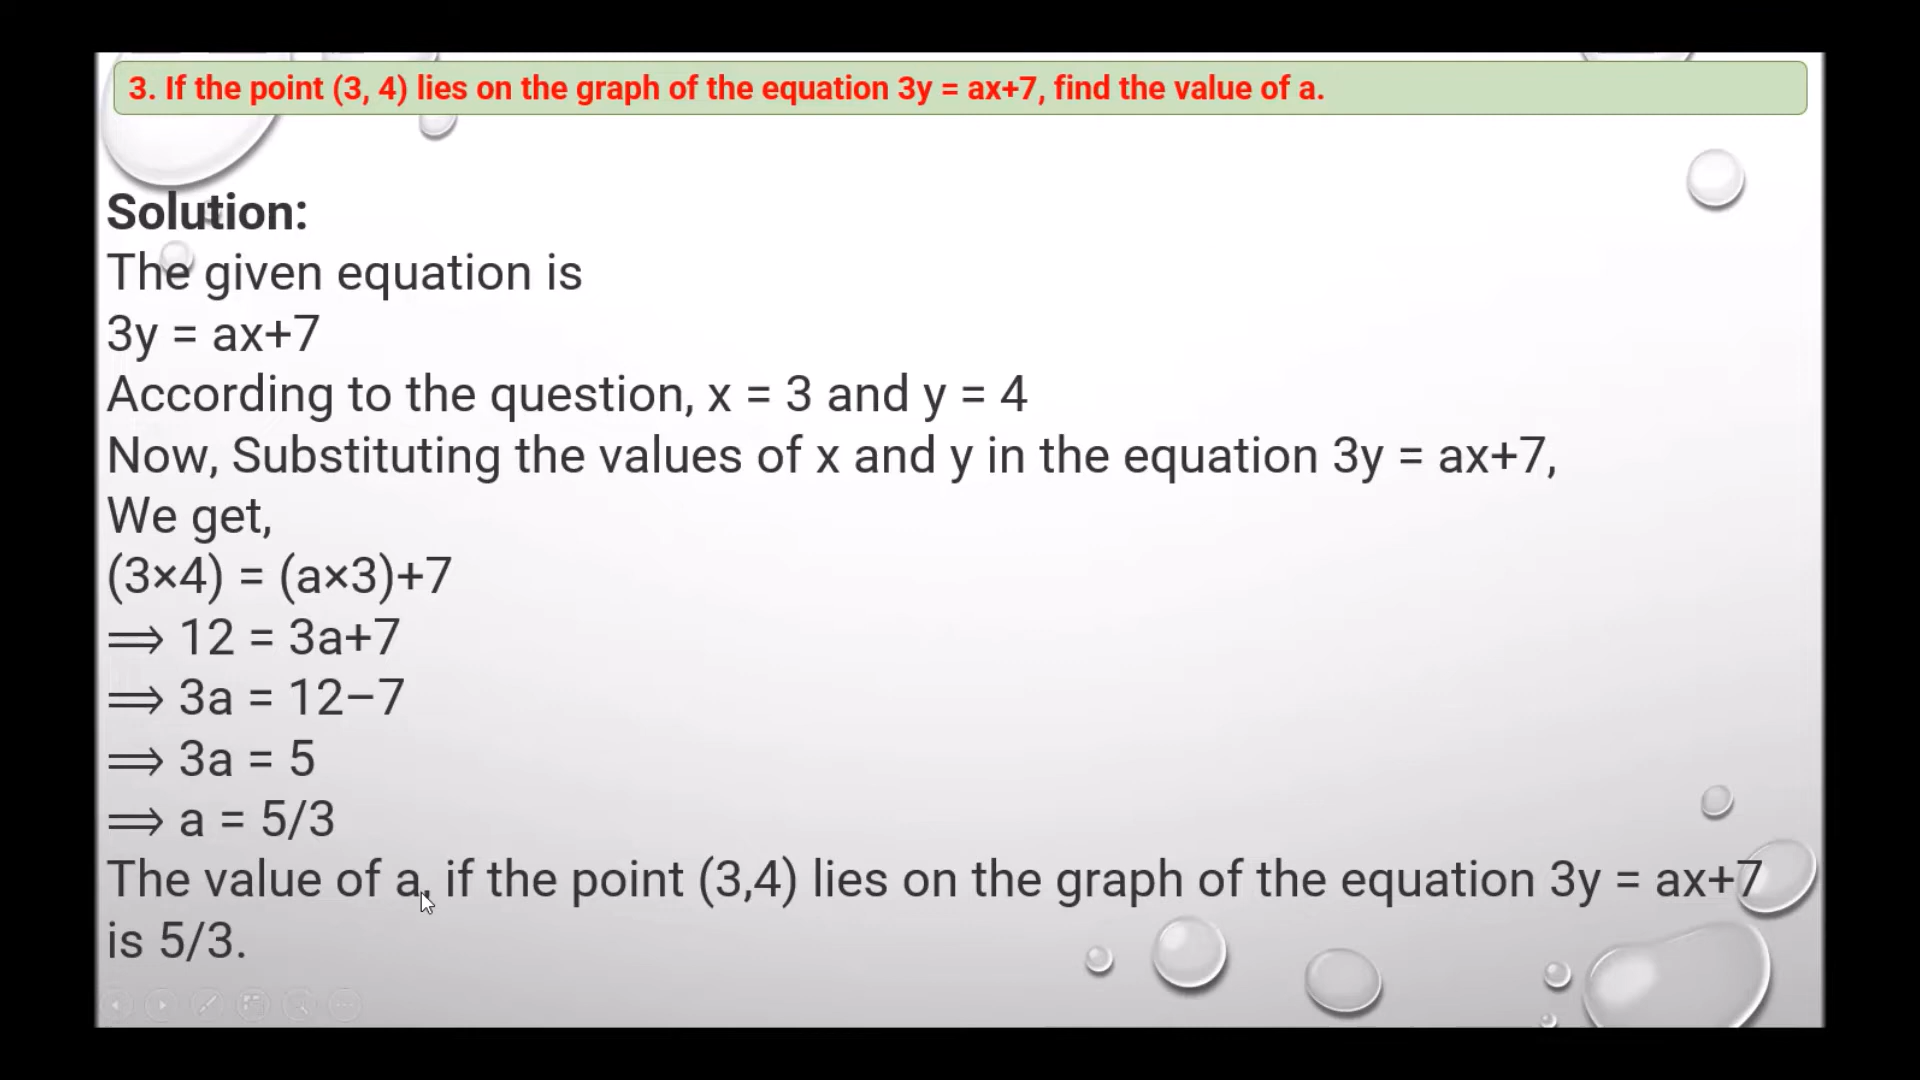 3. If the point (3, 4) lies on the graph of the equation 3y = ax+7, find the value of a.
Solution:
The given equation is
3y = ax+7
According to the question, x = 3 and y = 4
Now, Substituting the values of x and y in the equation 3y = ax+7,
We get,
(3×4) = (a×3)+7
⟹ 12 = 3a+7
⟹ 3a = 12−7
⟹ 3a = 5
⟹ a = 5/3
The value of a, if the point (3,4) lies on the graph of the equation 3y = ax+7
is 5/3.